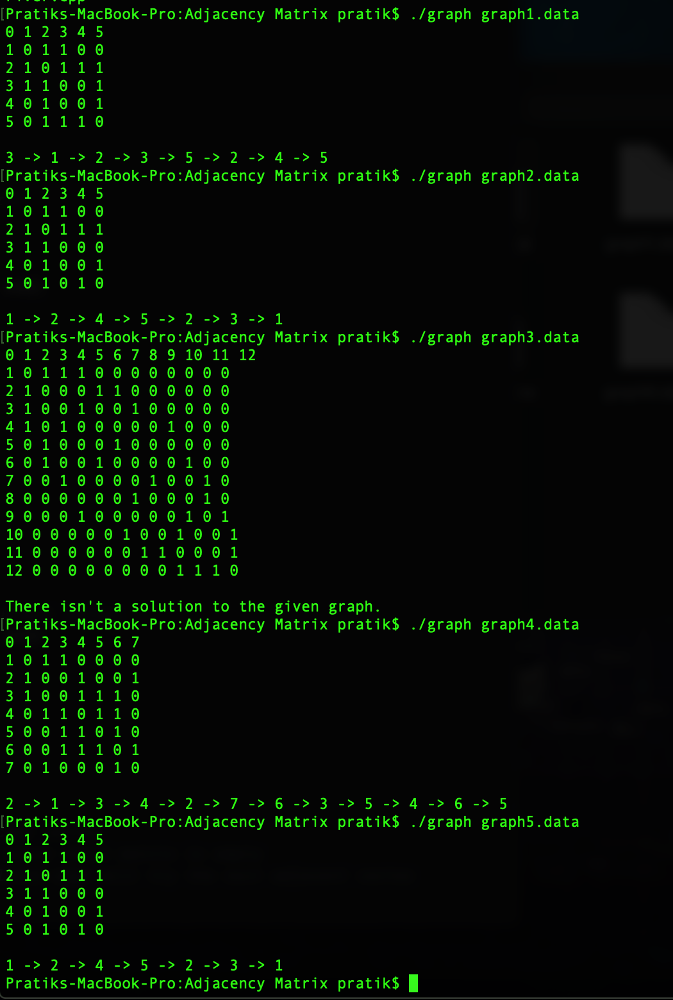 [Pratiks-MacBook-Pro:Adjacency Matrix pratik$ ./graph graph1.data
0 1 2 3 4 5
1 0 1 1 0 0
2 1 0 1 1 1
3 1 1 0 0 1
4 0 1 0 0 1
5 0 1 1 1 0
3 -> 1 -> 2 -> 3 -> 5 -> 2 -> 4 -> 5
[Pratiks-MacBook-Pro:Adjacency Matrix pratik$ ./graph graph2.data
0 1 2 3 4 5
1 0 1 1 0 0
2 1 0 1 1 1
3 1 1 0 0 0
4 0 1 0 0 1
5 0 1 0 1 0
1 -> 2 -> 4 -> 5 -> 2 -> 3 -> 1
[Pratiks-MacBook-Pro:Adjacency Matrix pratik$ ./graph graph3.data
0 1 2 3 4 5 6 7 8 9 10 11 12
1 0 1 1 1 0 0 0 0 0 0 0 0
2 1 0 0 0 1 1 0 0 0 0 0 0
3 1 0 0 1 0 0 1 0 0 0 0 0
4 1 0 1 0 0 0 0 0 1 0 0 0
5 0 1 0 0 0 1 0 0 0 0 0 0
6 0 1 0 0 1 0 0 0 0 1 0 0
7 0 0 1 0 0 0 0 1 0 0 1 0
8 0 0 0 0 0 0 1 0 0 0 1 0
9 0 0 0 1 0 0 0 0 0 1 0 1
10 0 0 0 0 0 1 0 0 1 0 0 1
11 0 0 0 0 0 0 1 1 0 0 0 1
12 0 0 0 0 0 0 0 0 1 1 1 0
There isn't a solution to the given graph.
[Pratiks-MacBook-Pro:Adjacency Matrix pratik$ ./graph graph4.data
0 1 2 3 4 5 6 7
1 0 1 1 0 0 0 0
2 1 0 0 1 0 0 1
3 1 0 0 1 1 1 0
4 0 1 1 0 1 1 0
5 0 0 1 1 0 1 0
6 0 0 1 1 1 0 1
7 0 1 0 0 0 1 0
2 -> 1 -> 3 -> 4 -> 2 -> 7 -> 6 -> 3 -> 5 -> 4 -> 6 -> 5
[Pratiks-MacBook-Pro:Adjacency Matrix pratik$ ./graph graph5.data
0 1 2 3 4 5
1 0 1 1 0 0
2 1 0 1 1 1
3 1 1 0 0 0
4 0 1 0 0 1
5 0 1 0 1 0
1 -> 2 -> 4 -> 5 -> 2 -> 3 -> 1
Pratiks-MacBook-Pro:Adjacency Matrix pratik$